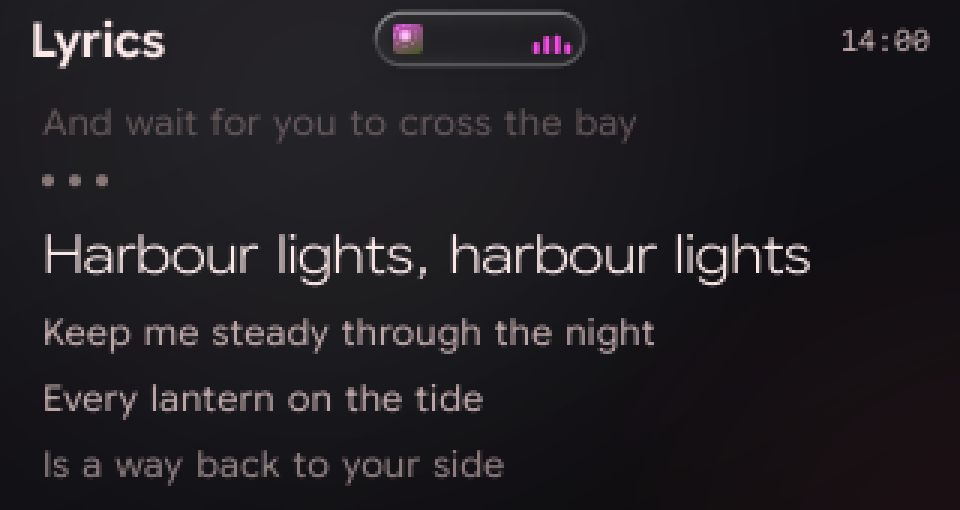 Lyrics
14:00
And wait for you to cross the bay
•••
Harbour lights, harbour lights
Keep me steady through the night
Every lantern on the tide
Is a way back to your side